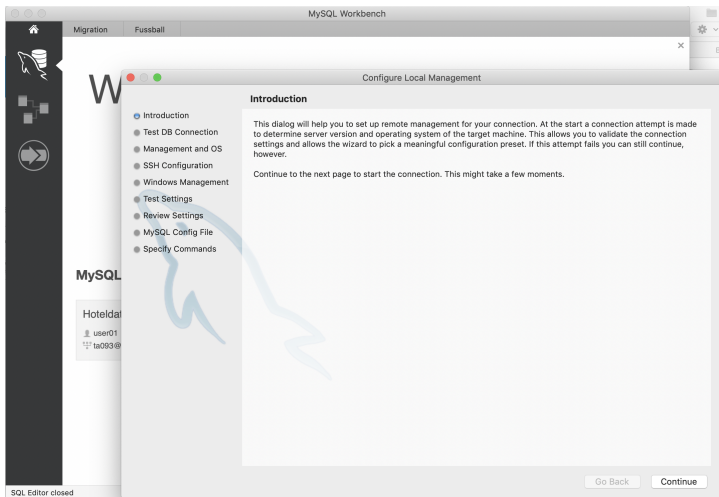 MySQL Workbench
Migration
Fussball
W
Configure Local Management
Introduction
Introduction
Test DB Connection
Management and OS
SSH Configuration
Windows Management
Test Settings
Review Settings
MySQL Config File
Specify Commands
This dialog will help you to set up remote management for your connection. At the start a connection attempt is made
to determine server version and operating system of the target machine. This allows you to validate the connection
settings and allows the wizard to pick a meaningful configuration preset. If this attempt fails you can still continue,
however.
Continue to the next page to start the connection. This might take a few moments.
MySQL
Hoteldat
user01
ta093@
Go Back
Continue
SQL Editor closed